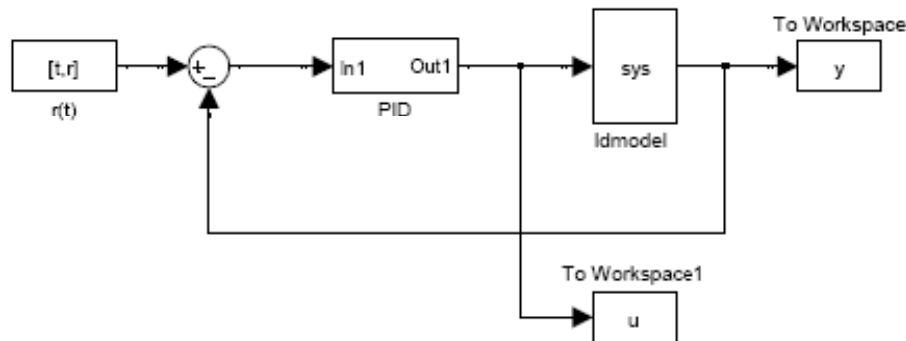 To Workspace
[t,r]
+
-
In1 Out1
sys
y
r(t)
PID
Idmodel
To Workspace1
u